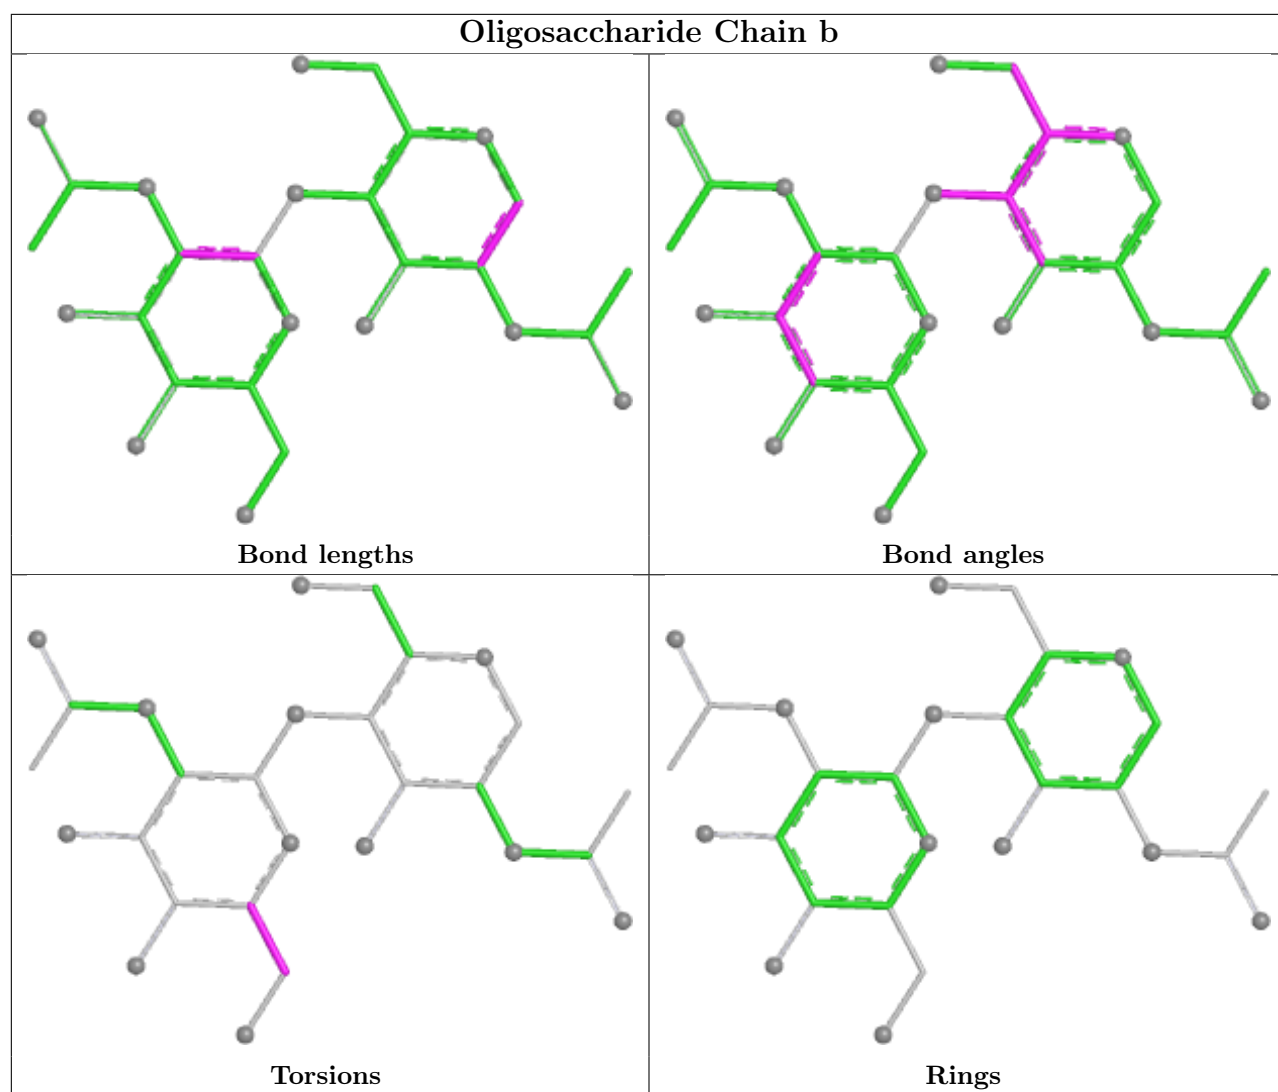 Oligosaccharide Chain b
Bond lengths
Bond angles
Torsions
Rings